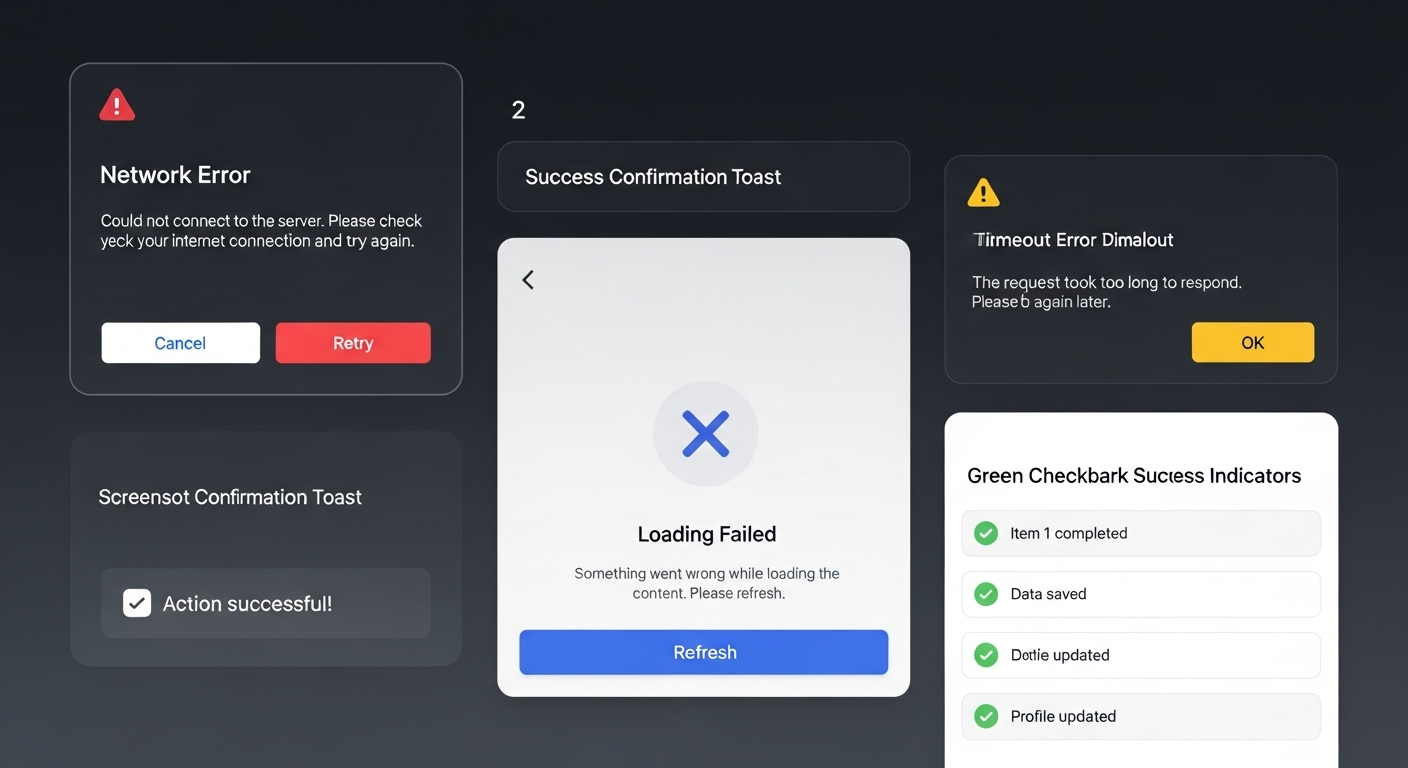 Network Error
Could not connect to the server. Please check
yeck your internet connection and try again.
Cancel
Retry
Screensot Confirmation Toast
Action successful!
2
Success Confirmation Toast
Loading Failed
Something went wrong while loading the
content. Please refresh.
Refresh
Tirmeout Error Dimalout
The request took too long to respond.
Please б again later.
OK
Green Checkbark Success Indicators
Item 1 completed
Data saved
Dottie updated
Profile updated